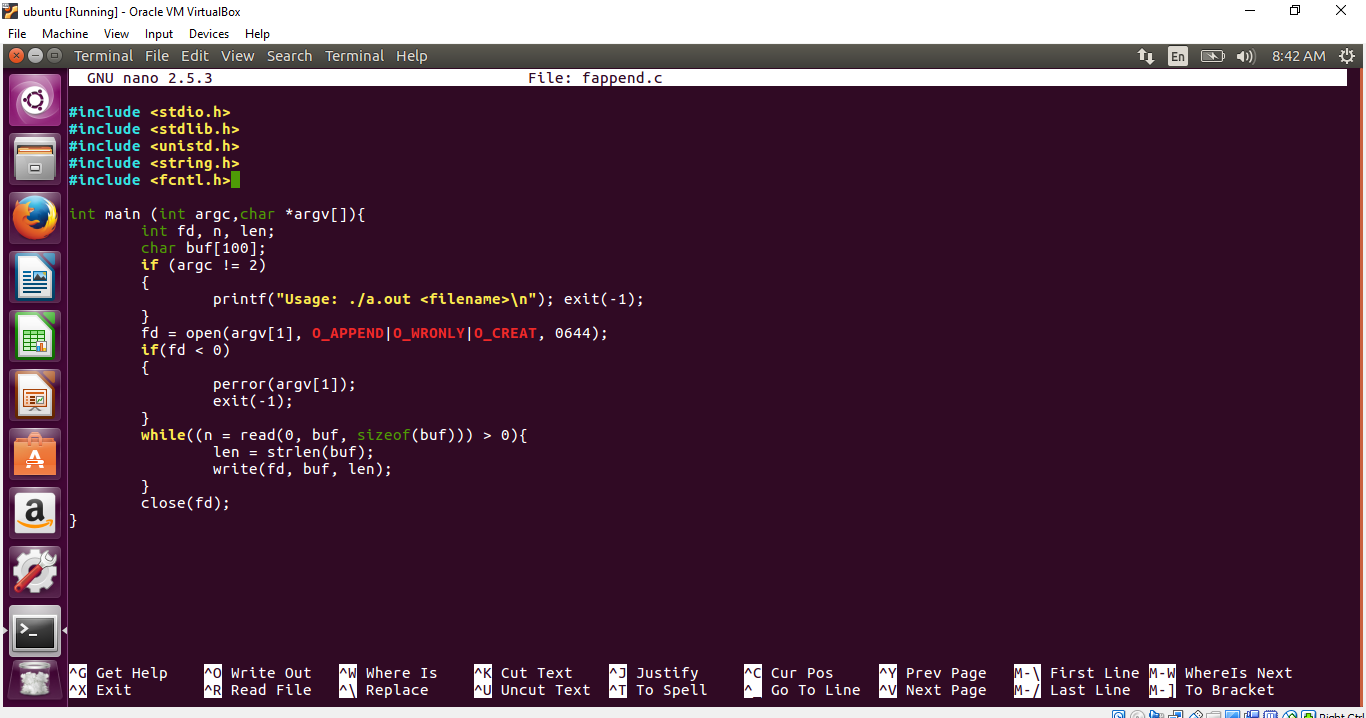 ubuntu [Running] - Oracle VM VirtualBox
File Machine View Input Devices Help
Terminal File Edit View Search Terminal Help En 8:42 AM
GNU nano 2.5.3 File: fappend.c
#include <stdio.h>
#include <stdlib.h>
#include <unistd.h>
#include <string.h>
#include <fcntl.h>
int main (int argc,char *argv[]){
int fd, n, len;
char buf[100];
if (argc != 2)
{
printf("Usage: ./a.out <filename>\n"); exit(-1);
}
fd = open(argv[1], O_APPEND|O_WRONLY|O_CREAT, 0644);
if(fd < 0)
{
perror(argv[1]);
exit(-1);
}
while((n = read(0, buf, sizeof(buf))) > 0){
len = strlen(buf);
write(fd, buf, len);
}
close(fd);
}
^G Get Help ^O Write Out ^W Where Is ^K Cut Text ^J Justify ^C Cur Pos ^Y Prev Page M-\ First Line M-W WhereIs Next
^X Exit ^R Read File ^\ Replace ^U Uncut Text ^T To Spell ^_ Go To Line ^V Next Page M-/ Last Line M-] To Bracket
Right Ctrl